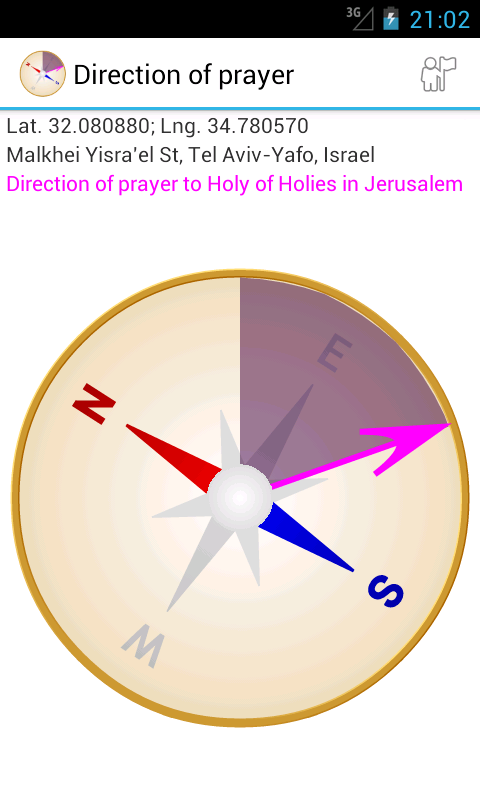 3G 21:02
Direction of prayer
Lat. 32.080880; Lng. 34.780570
Malkhei Yisra'el St, Tel Aviv-Yafo, Israel
Direction of prayer to Holy of Holies in Jerusalem
E
N
S
W